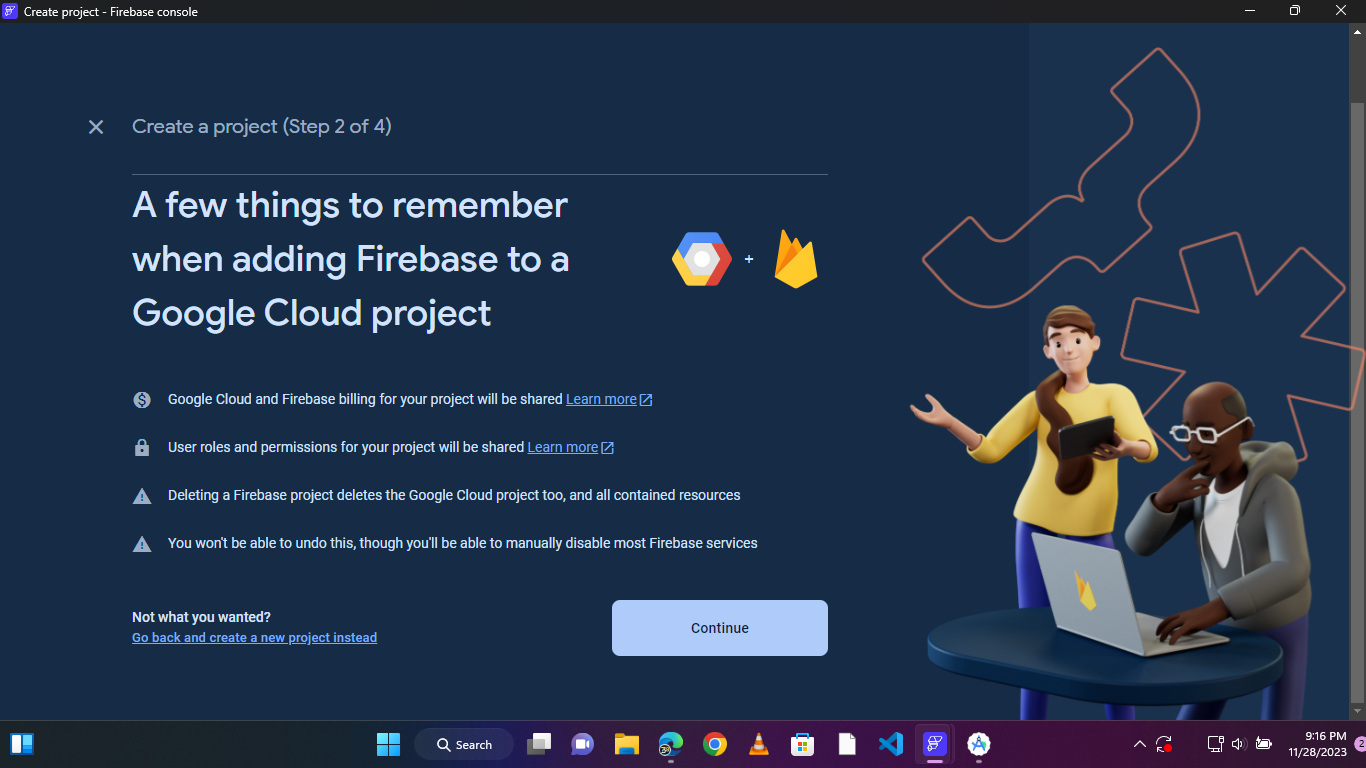 Create project - Firebase console
Create a project (Step 2 of 4)
A few things to remember
when adding Firebase to a
Google Cloud project
+
Google Cloud and Firebase billing for your project will be shared Learn more
User roles and permissions for your project will be shared Learn more
Deleting a Firebase project deletes the Google Cloud project too, and all contained resources
You won't be able to undo this, though you'll be able to manually disable most Firebase services
Not what you wanted?
Go back and create a new project instead
Continue
Search
9:16 PM
11/28/2023
2